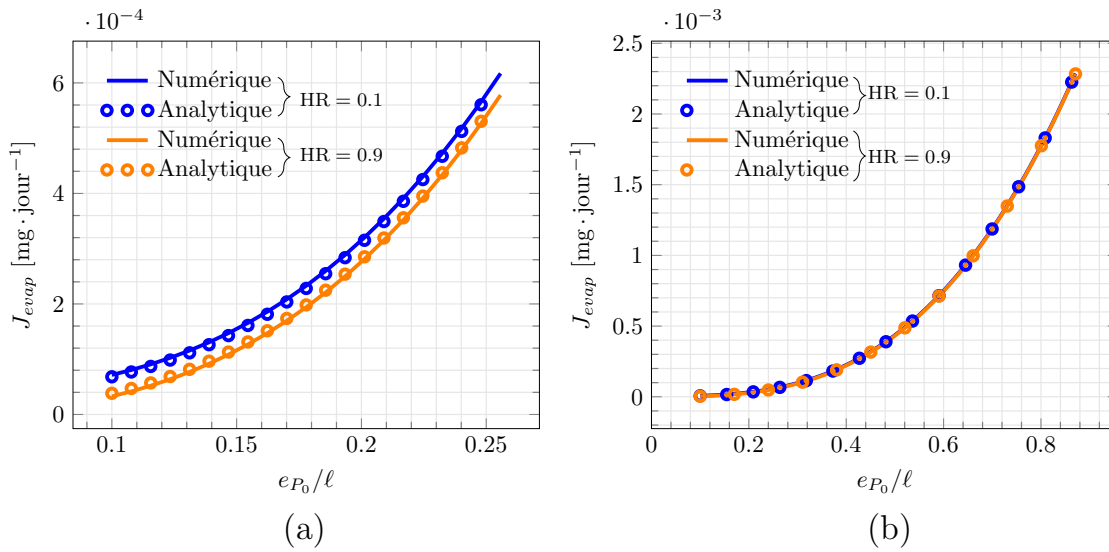 ·10⁻⁴
6
4
2
0
0.1
0.15
0.2
0.25
J_evap [mg·jour⁻¹]
e_P₀/ℓ
Numérique
Analytique
HR = 0.1
Numérique
Analytique
HR = 0.9
(a)
·10⁻³
2.5
2
1.5
1
0.5
0
0
0.2
0.4
0.6
0.8
J_evap [mg·jour⁻¹]
e_P₀/ℓ
Numérique
Analytique
HR = 0.1
Numérique
Analytique
HR = 0.9
(b)